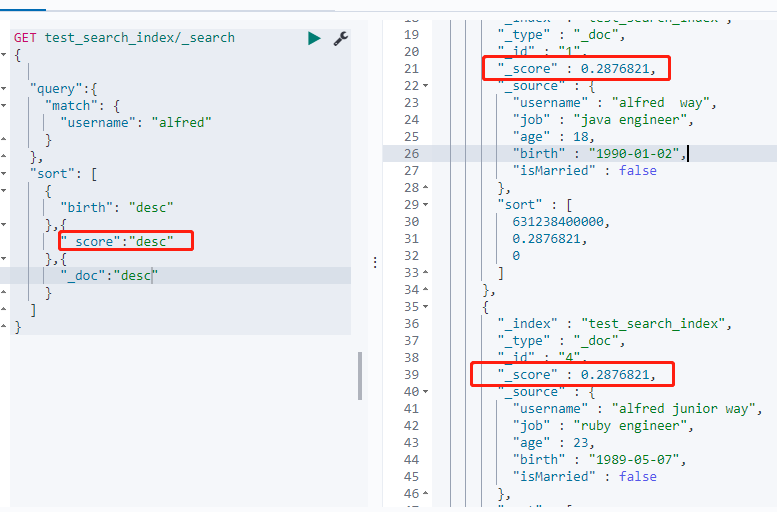 GET test_search_index/_search
{
"query":{
"match": {
"username": "alfred"
}
},
"sort": [
{
"birth": "desc"
},{
"_score":"desc"
},{
"_doc":"desc"
}
]
}
19 "_type" : "_doc",
20 "_id" : "1",
21 "_score" : 0.2876821,
22 "_source" : {
23 "username" : "alfred  way",
24 "job" : "java engineer",
25 "age" : 18,
26 "birth" : "1990-01-02",
27 "isMarried" : false
28 },
29 "sort" : [
30 631238400000,
31 0.2876821,
32 0
33 ]
34 },
35 {
36 "_index" : "test_search_index",
37 "_type" : "_doc",
38 "_id" : "4",
39 "_score" : 0.2876821,
40 "_source" : {
41 "username" : "alfred junior way",
42 "job" : "ruby engineer",
43 "age" : 23,
44 "birth" : "1989-05-07",
45 "isMarried" : false
46 },